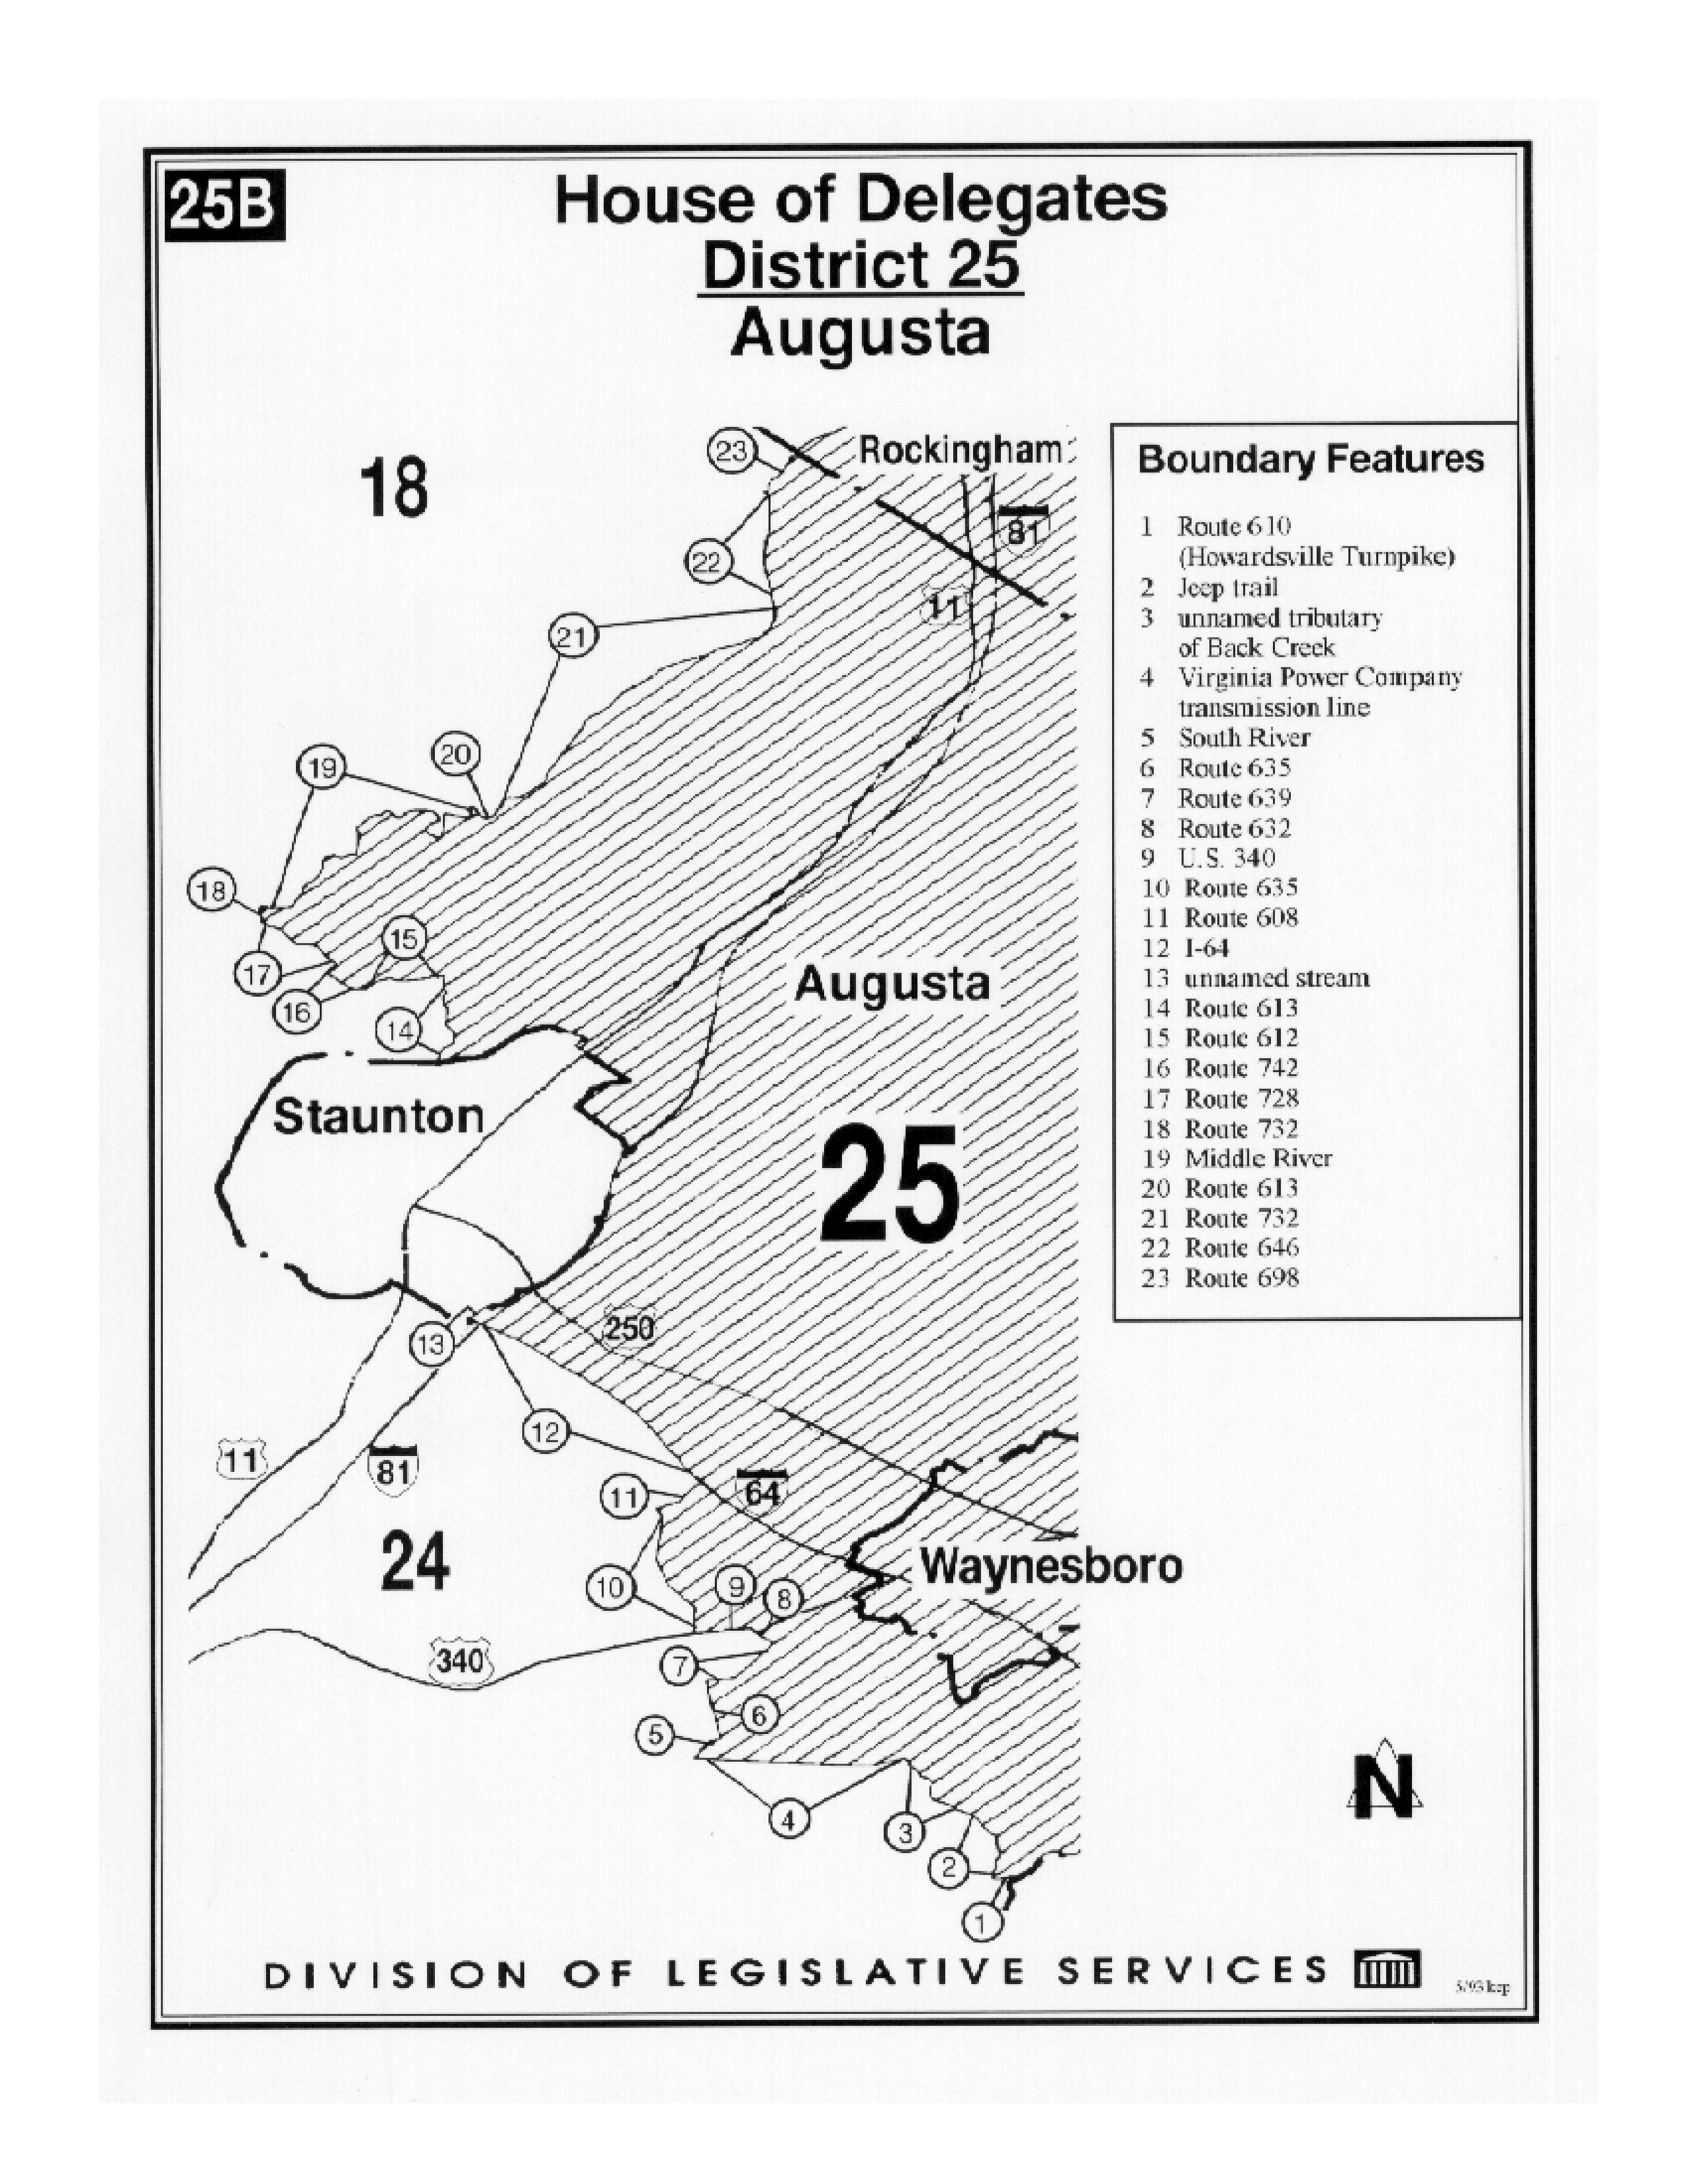 25B
House of Delegates
District 25
Augusta
18
23
Rockingham
81
22
11
21
20
19
18
15
17
16
14
Augusta
Staunton
25
250
13
12
11
81
11
64
24
10
9
8
Waynesboro
340
7
6
5
4
3
2
1
Boundary Features
1 Route 610
(Howardsville Turnpike)
2 Jeep trail
3 unnamed tributary
of Back Creek
4 Virginia Power Company
transmission line
5 South River
6 Route 635
7 Route 639
8 Route 632
9 U.S. 340
10 Route 635
11 Route 608
12 I-64
13 unnamed stream
14 Route 613
15 Route 612
16 Route 742
17 Route 728
18 Route 732
19 Middle River
20 Route 613
21 Route 732
22 Route 646
23 Route 698
N
DIVISION OF LEGISLATIVE SERVICES